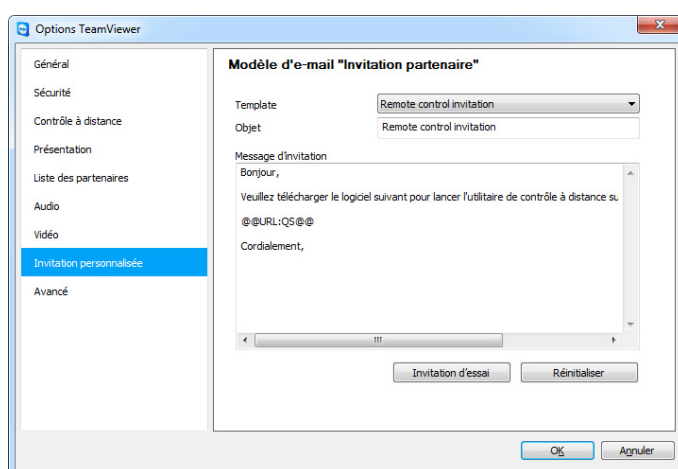 Options TeamViewer
Général
Sécurité
Contrôle à distance
Présentation
Liste des partenaires
Audio
Vidéo
Invitation personnalisée
Avancé
Modèle d'e-mail "Invitation partenaire"
Template
Remote control invitation
Objet
Remote control invitation
Message d'invitation
Bonjour,
Veuillez télécharger le logiciel suivant pour lancer l'utilitaire de contrôle à distance su
@@URL:QS@@
Cordialement,
Invitation d'essai
Réinitialiser
OK
Annuler